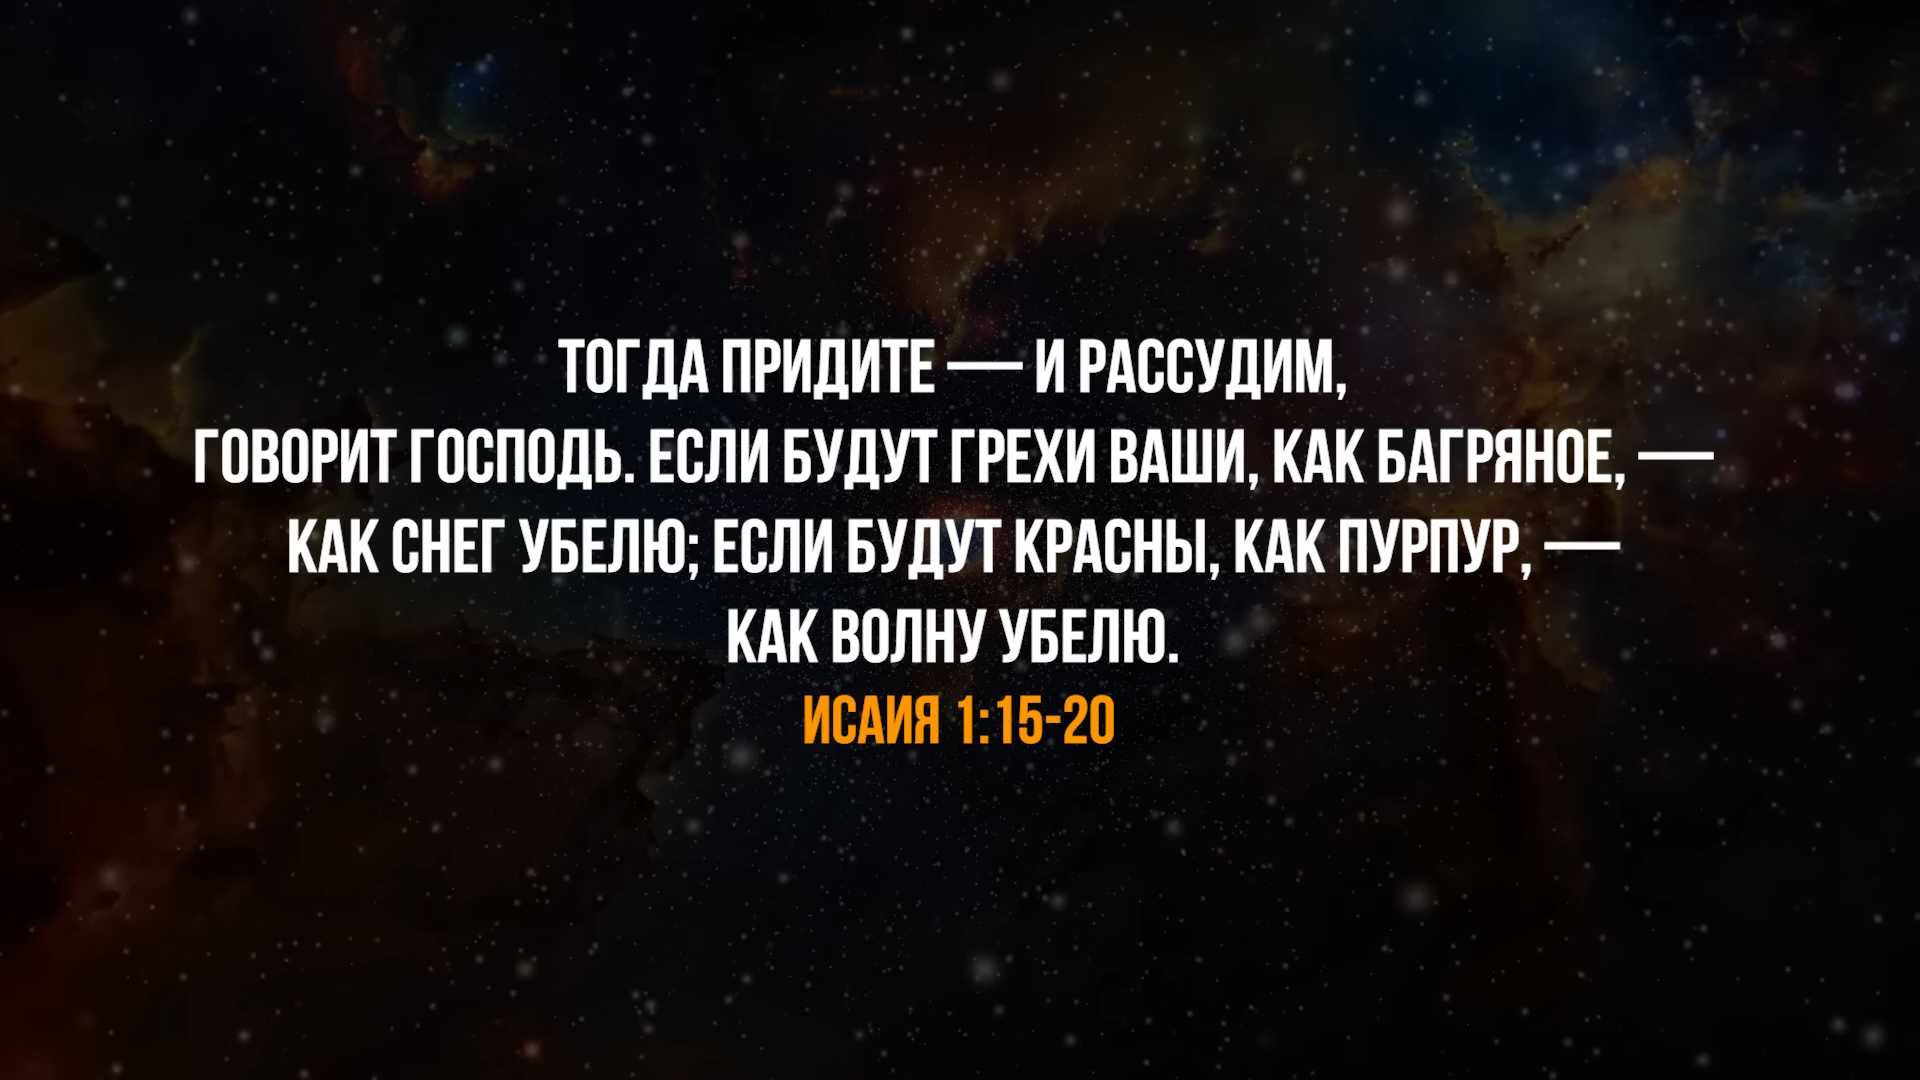 ТОГДА ПРИДИТЕ — И РАССУДИМ,
ГОВОРИТ ГОСПОДЬ. ЕСЛИ БУДУТ ГРЕХИ ВАШИ, КАК БАГРЯНОЕ, —
КАК СНЕГ УБЕЛЮ; ЕСЛИ БУДУТ КРАСНЫ, КАК ПУРПУР, —
КАК ВОЛНУ УБЕЛЮ.
ИСАИЯ 1:15-20